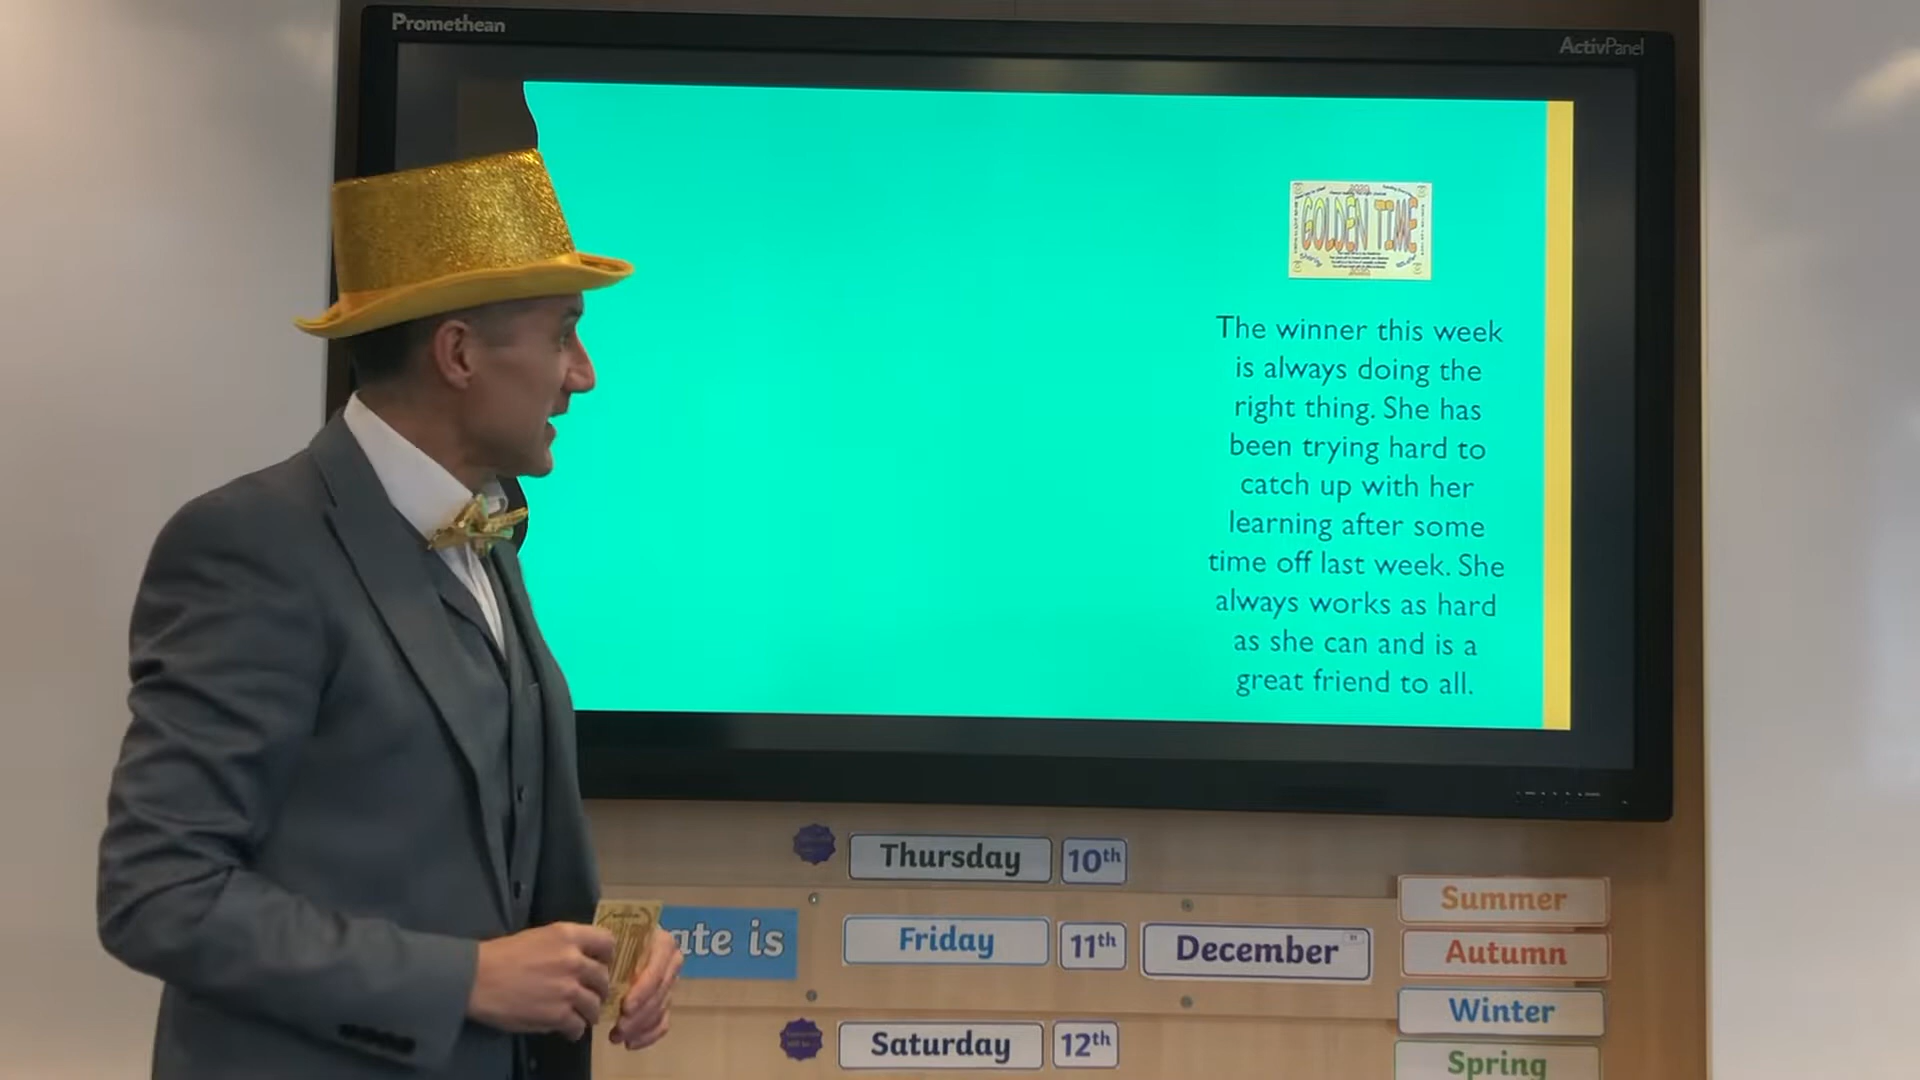 Promethean
ActivPanel
2020
GOLDEN TIME
The winner this week
is always doing the
right thing. She has
been trying hard to
catch up with her
learning after some
time off last week. She
always works as hard
as she can and is a
great friend to all.
Thursday 10th
ate is Friday 11th December
Saturday 12th
Summer
Autumn
Winter
Spring